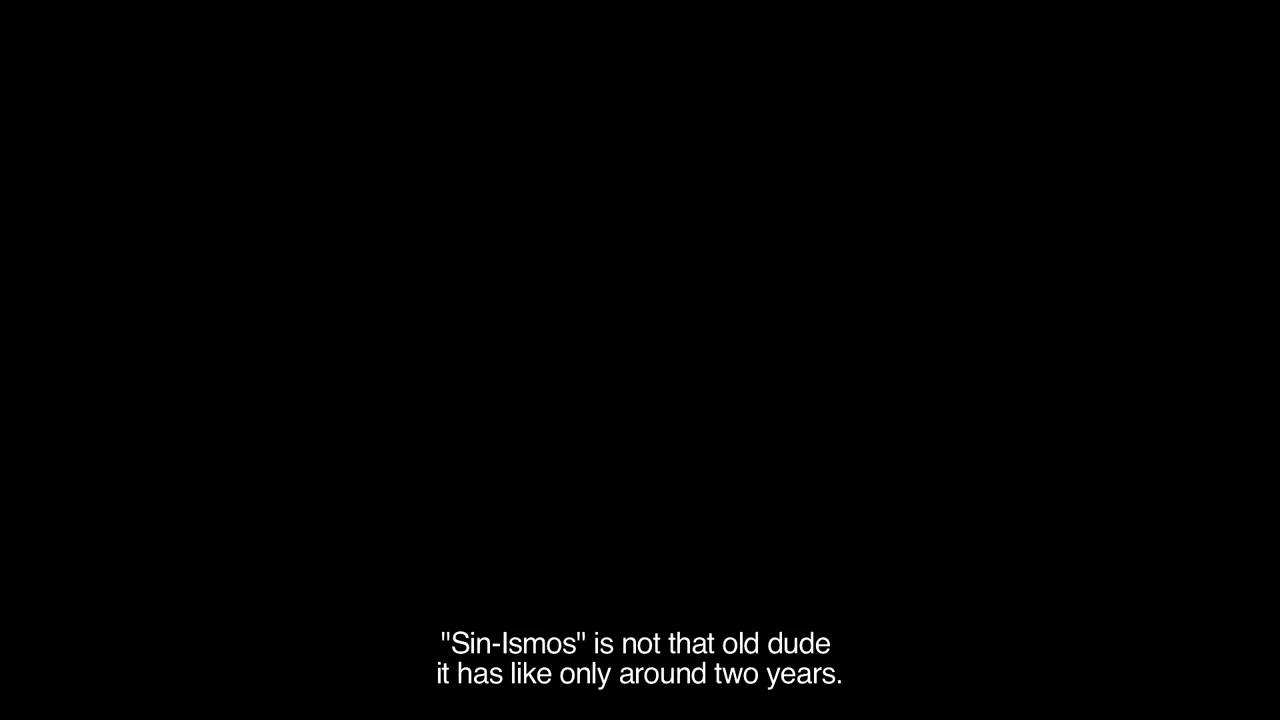 "Sin-Ismos" is not that old dude
it has like only around two years.